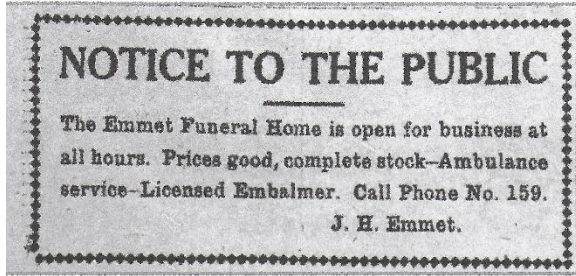 NOTICE TO THE PUBLIC
The Emmet Funeral Home is open for business at
all hours. Prices good, complete stock–Ambulance
service–Licensed Embalmer. Call Phone No. 159.
J. H. Emmet.